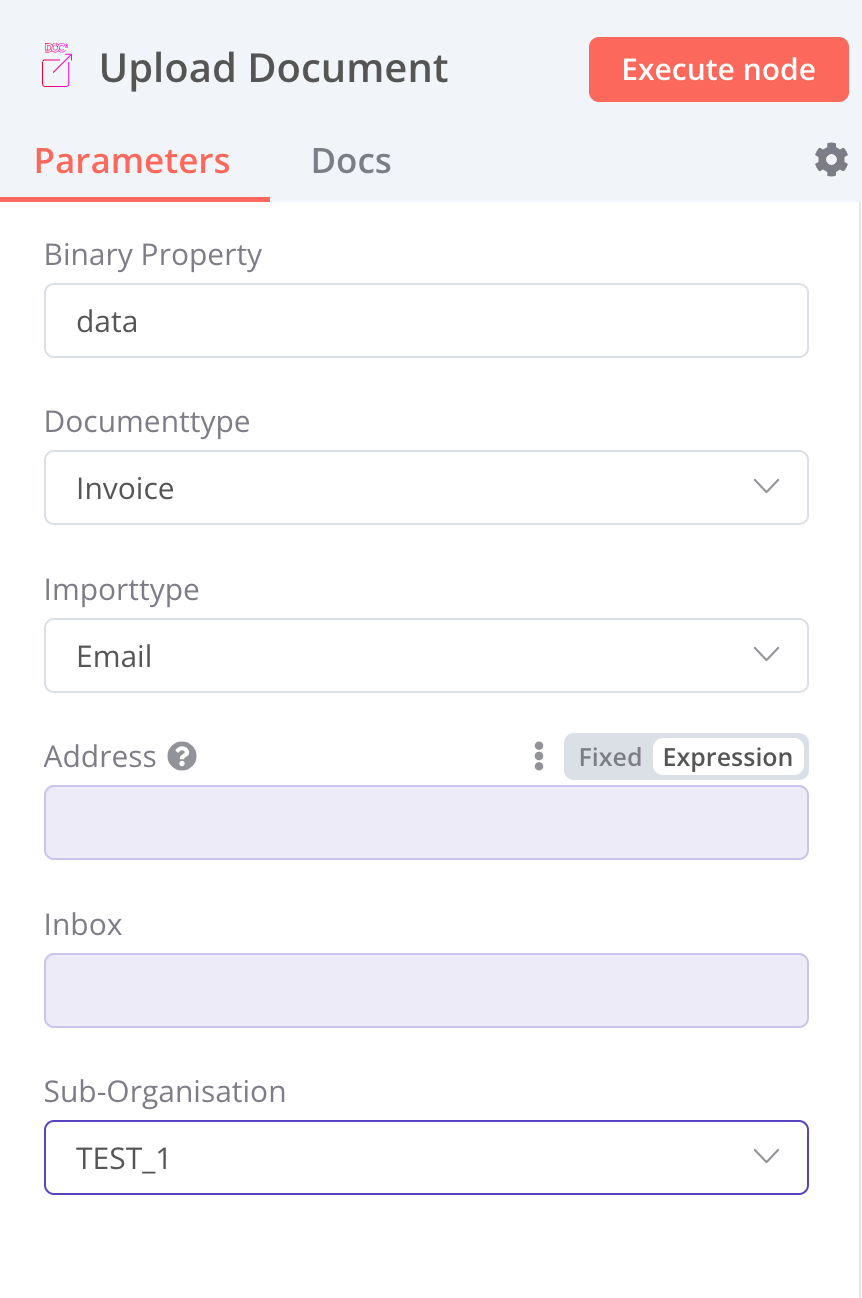 DOC²
Upload Document
Execute node
Parameters
Docs
Binary Property
data
Documenttype
Invoice
Importtype
Email
Address ?
Fixed Expression
Inbox
Sub-Organisation
TEST_1